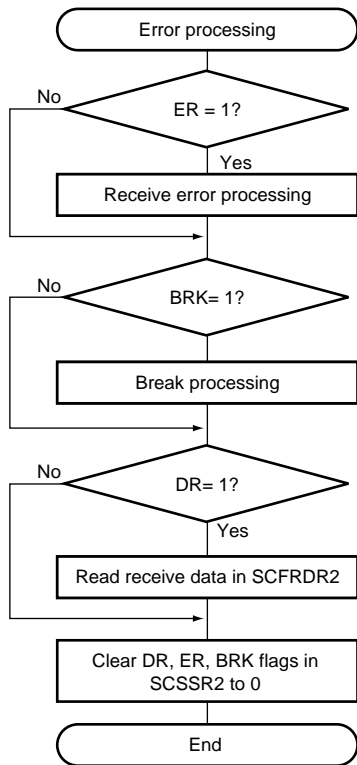 Error processing
No
ER = 1?
Yes
Receive error processing
No
BRK= 1?
Break processing
No
DR= 1?
Yes
Read receive data in SCFRDR2
Clear DR, ER, BRK flags in
SCSSR2 to 0
End